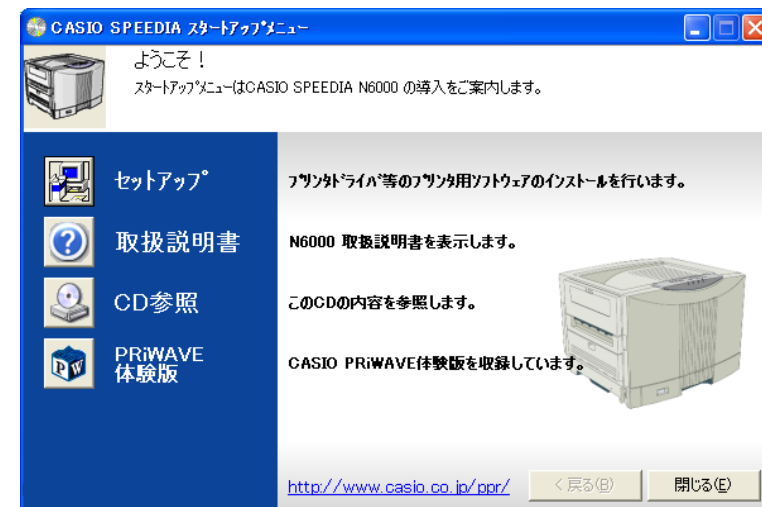 CASIO SPEEDIA ｽﾀｰﾄｱｯﾌﾟﾒﾆｭｰ
ようこそ！
ｽﾀｰﾄｱｯﾌﾟﾒﾆｭｰはCASIO SPEEDIA N6000 の導入をご案内します。
セットアップ
ﾌﾟﾘﾝﾀﾄﾞﾗｲﾊﾞ等のﾌﾟﾘﾝﾀ用ｿﾌﾄｳｪｱのｲﾝｽﾄｰﾙを行います。
取扱説明書
N6000 取扱説明書を表示します。
CD参照
このCDの内容を参照します。
PRiWAVE
体験版
CASIO PRiWAVE体験版を収録しています。
PW
http://www.casio.co.jp/ppr/
< 戻る(B)
閉じる(E)